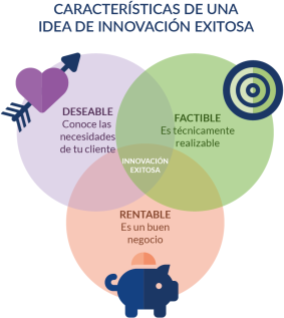 CARACTERÍSTICAS DE UNA
IDEA DE INNOVACIÓN EXITOSA
DESEABLE
Conoce las
necesidades
de tu cliente
FACTIBLE
Es técnicamente
realizable
INNOVACIÓN
EXITOSA
RENTABLE
Es un buen
negocio